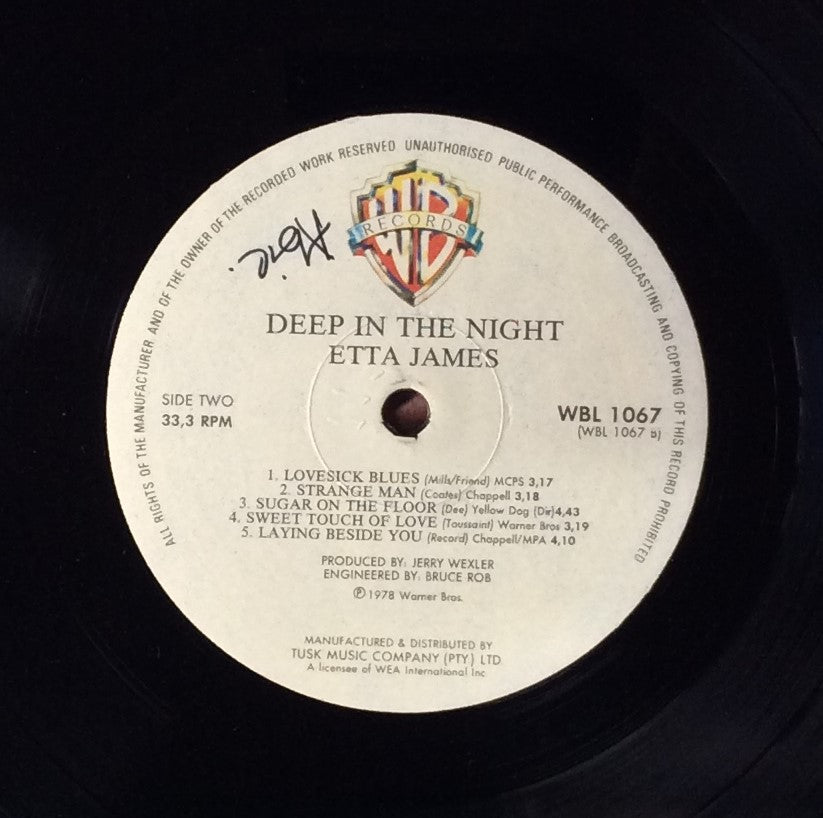 ALL RIGHTS OF THE MANUFACTURER AND OF THE OWNER OF THE RECORDED WORK RESERVED UNAUTHORISED PUBLIC PERFORMANCE BROADCASTING AND COPYING OF THIS RECORD PROHIBITED
WB
RECORDS
DEEP IN THE NIGHT
ETTA JAMES
SIDE TWO
33,3 RPM
WBL 1067
(WBL 1067 B)
1. LOVESICK BLUES (Mills/Friend) MCPS 3,17
2. STRANGE MAN (Coates) Chappell 3,18
3. SUGAR ON THE FLOOR (Dee) Yellow Dog (Dir)4,43
4. SWEET TOUCH OF LOVE (Toussaint) Warner Bros 3,19
5. LAYING BESIDE YOU (Record) Chappell/MPA 4,10
PRODUCED BY: JERRY WEXLER
ENGINEERED BY: BRUCE ROB
Ⓟ 1978 Warner Bros.
MANUFACTURED & DISTRIBUTED BY
TUSK MUSIC COMPANY (PTY.) LTD.
A licensee of WEA International Inc